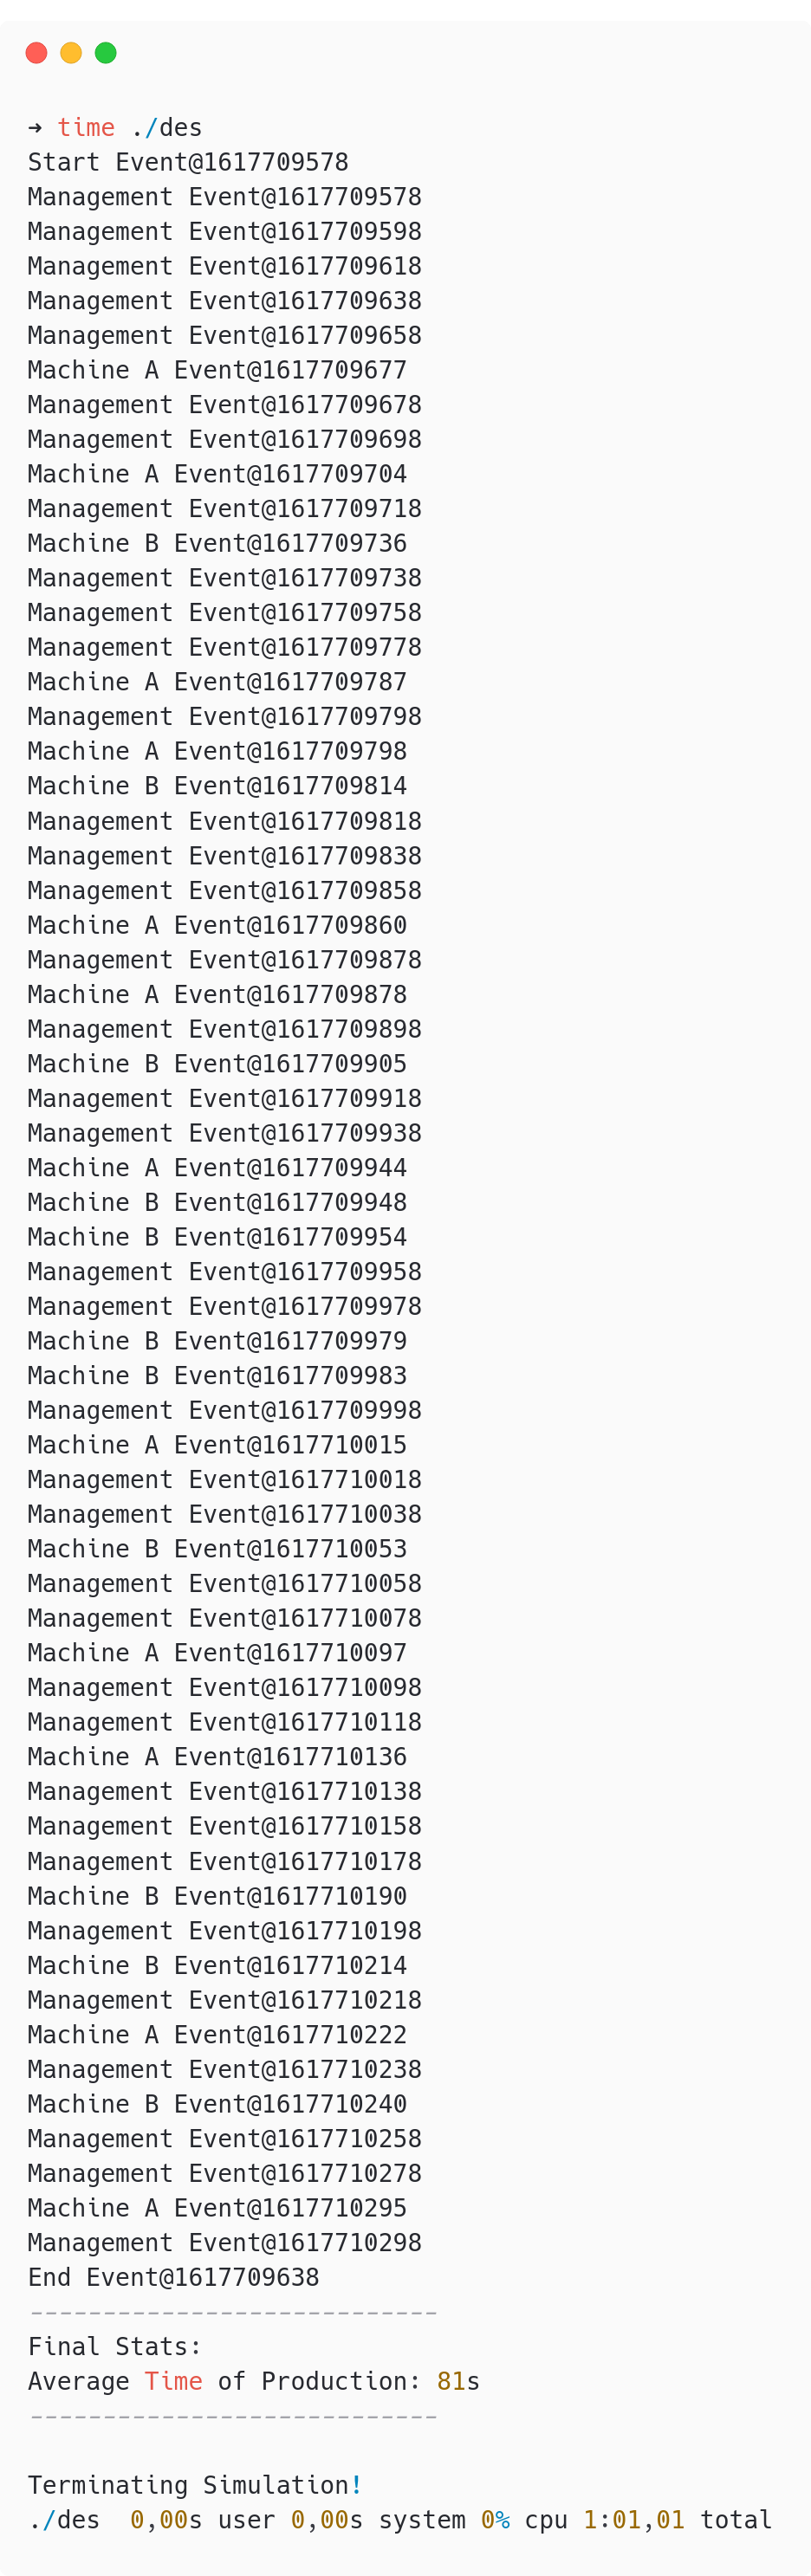 ➜ time ./des
Start Event@1617709578
Management Event@1617709578
Management Event@1617709598
Management Event@1617709618
Management Event@1617709638
Management Event@1617709658
Machine A Event@1617709677
Management Event@1617709678
Management Event@1617709698
Machine A Event@1617709704
Management Event@1617709718
Machine B Event@1617709736
Management Event@1617709738
Management Event@1617709758
Management Event@1617709778
Machine A Event@1617709787
Management Event@1617709798
Machine A Event@1617709798
Machine B Event@1617709814
Management Event@1617709818
Management Event@1617709838
Management Event@1617709858
Machine A Event@1617709860
Management Event@1617709878
Machine A Event@1617709878
Management Event@1617709898
Machine B Event@1617709905
Management Event@1617709918
Management Event@1617709938
Machine A Event@1617709944
Machine B Event@1617709948
Machine B Event@1617709954
Management Event@1617709958
Management Event@1617709978
Machine B Event@1617709979
Machine B Event@1617709983
Management Event@1617709998
Machine A Event@1617710015
Management Event@1617710018
Management Event@1617710038
Machine B Event@1617710053
Management Event@1617710058
Management Event@1617710078
Machine A Event@1617710097
Management Event@1617710098
Management Event@1617710118
Machine A Event@1617710136
Management Event@1617710138
Management Event@1617710158
Management Event@1617710178
Machine B Event@1617710190
Management Event@1617710198
Machine B Event@1617710214
Management Event@1617710218
Machine A Event@1617710222
Management Event@1617710238
Machine B Event@1617710240
Management Event@1617710258
Management Event@1617710278
Machine A Event@1617710295
Management Event@1617710298
End Event@1617709638
----------------------------
Final Stats:
Average Time of Production: 81s
----------------------------
Terminating Simulation!
./des  0,00s user 0,00s system 0% cpu 1:01,01 total